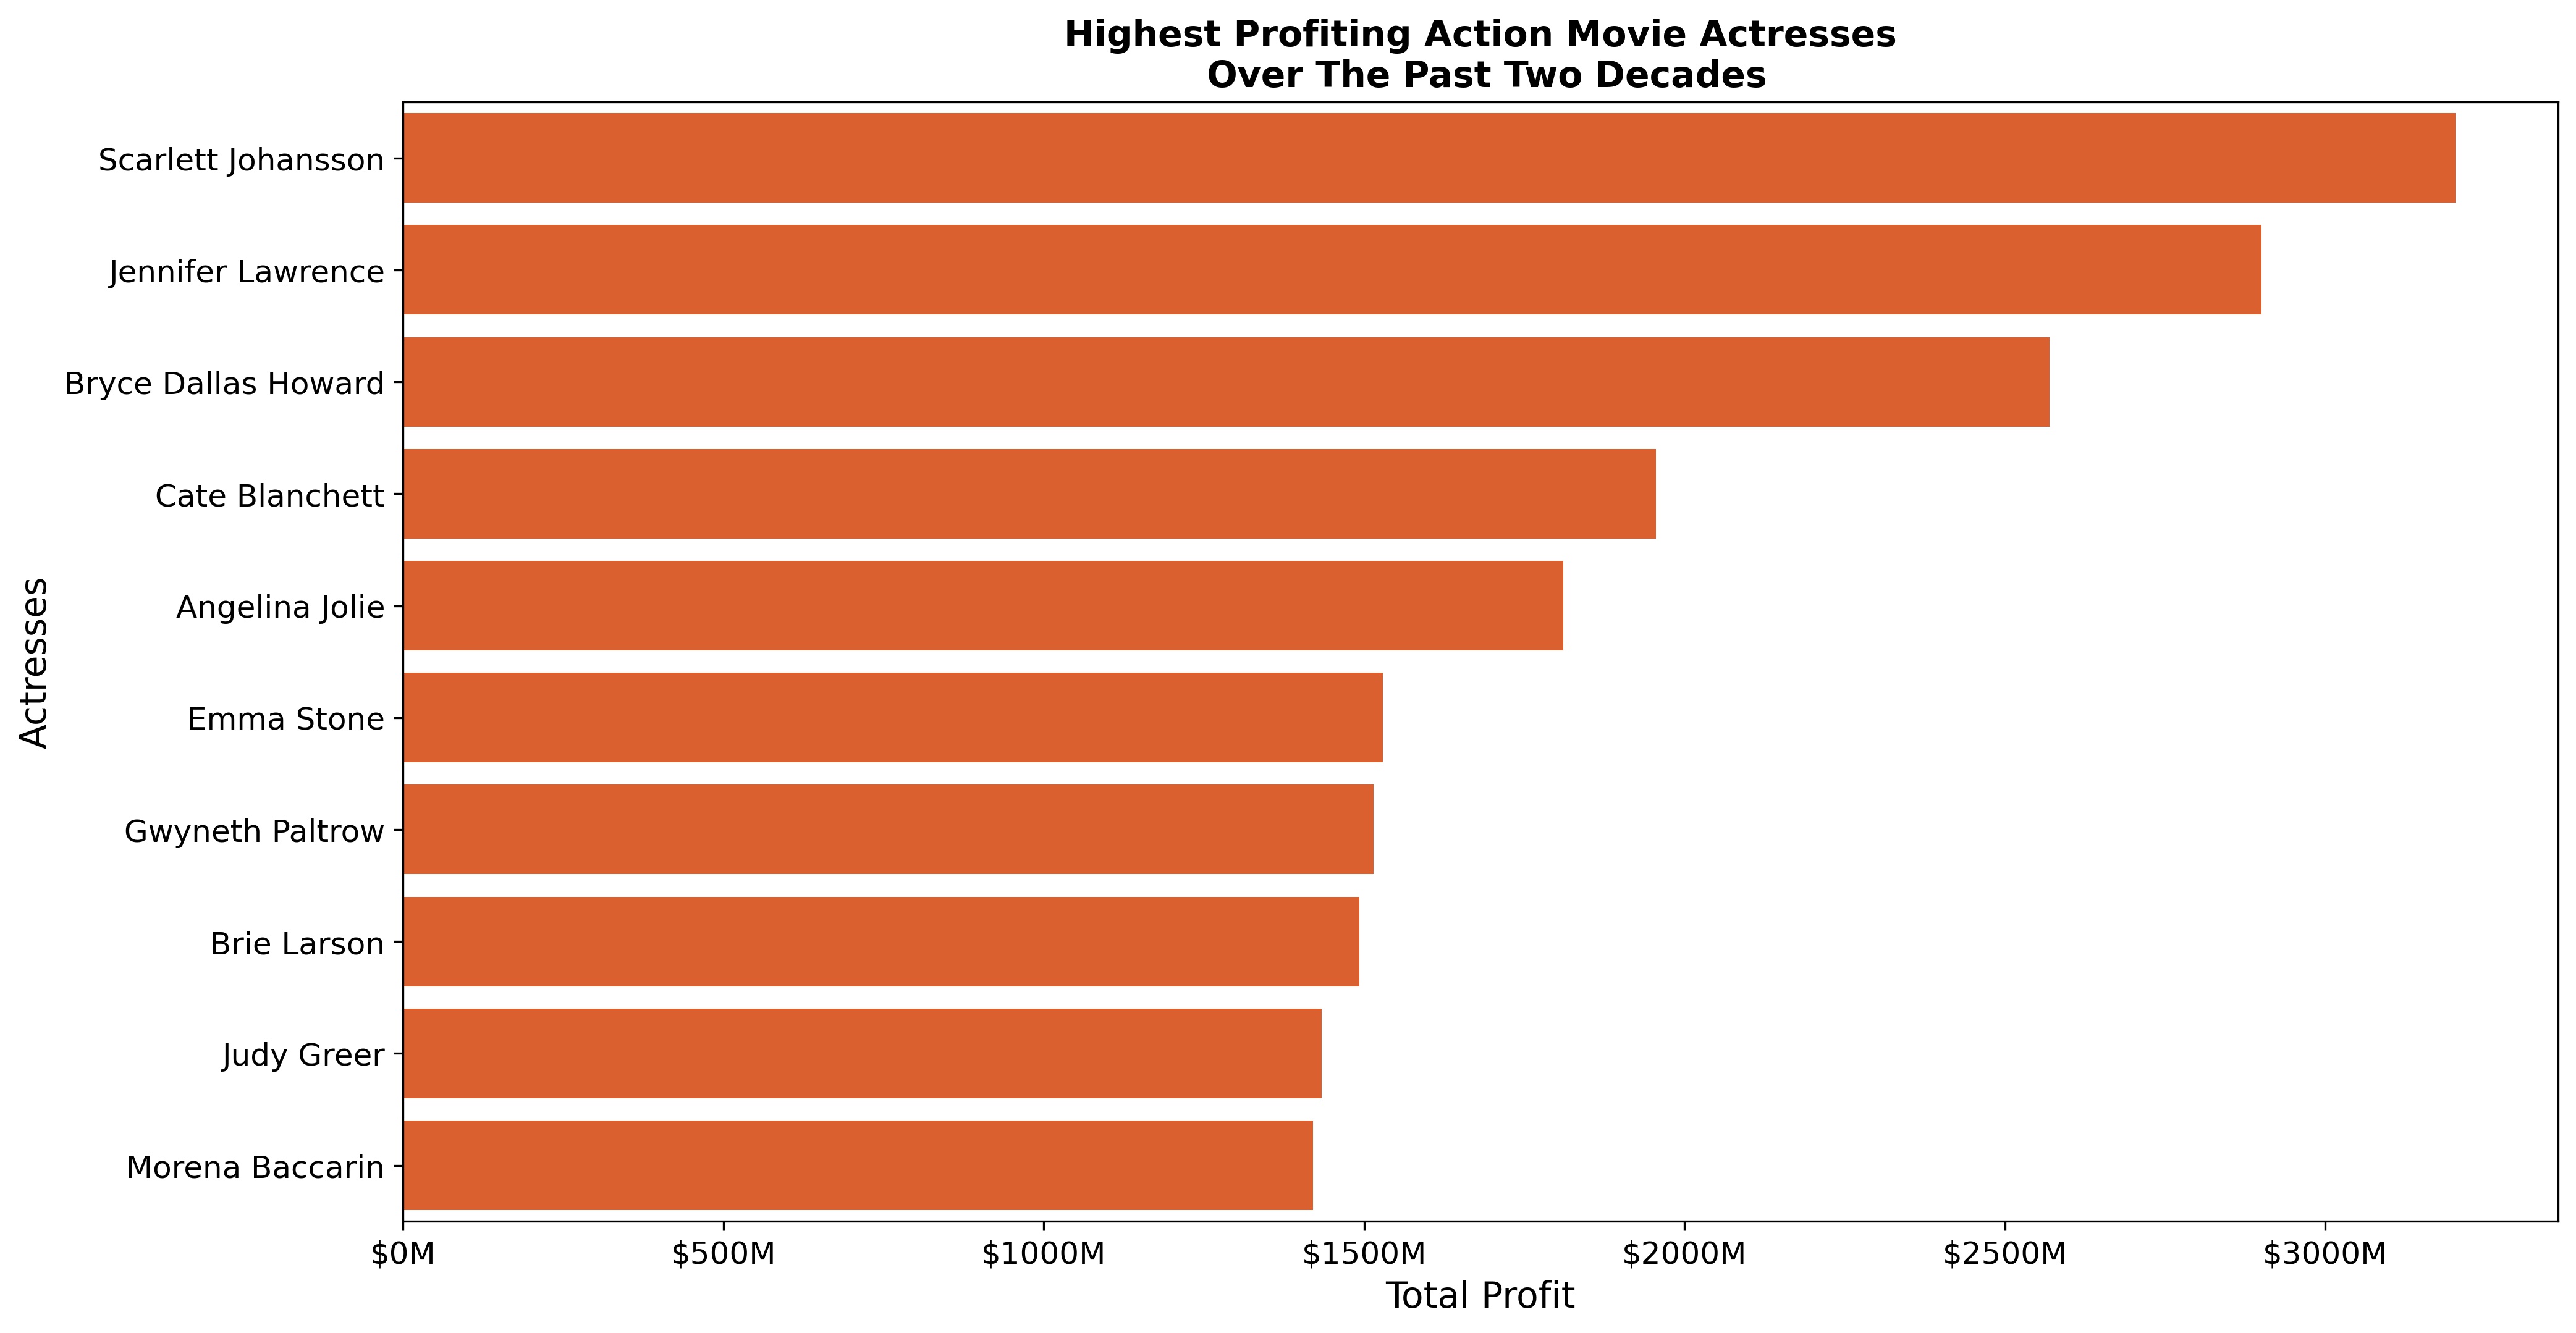 Highest Profiting Action Movie Actresses
Over The Past Two Decades
Actresses
Scarlett Johansson
Jennifer Lawrence
Bryce Dallas Howard
Cate Blanchett
Angelina Jolie
Emma Stone
Gwyneth Paltrow
Brie Larson
Judy Greer
Morena Baccarin
$0M $500M $1000M $1500M $2000M $2500M $3000M
Total Profit